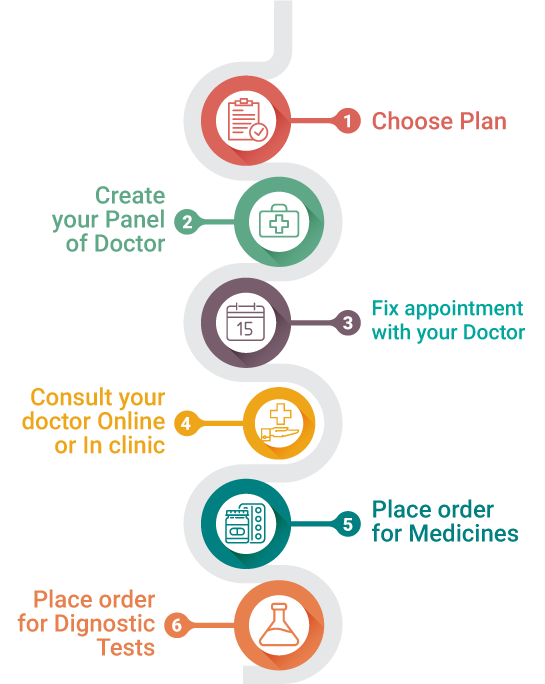 1
Choose Plan
Create
your Panel
of Doctor
2
15
3
Fix appointment
with your Doctor
Consult your
doctor Online
or In clinic
4
5
Place order
for Medicines
Place order
for Dignostic
Tests
6